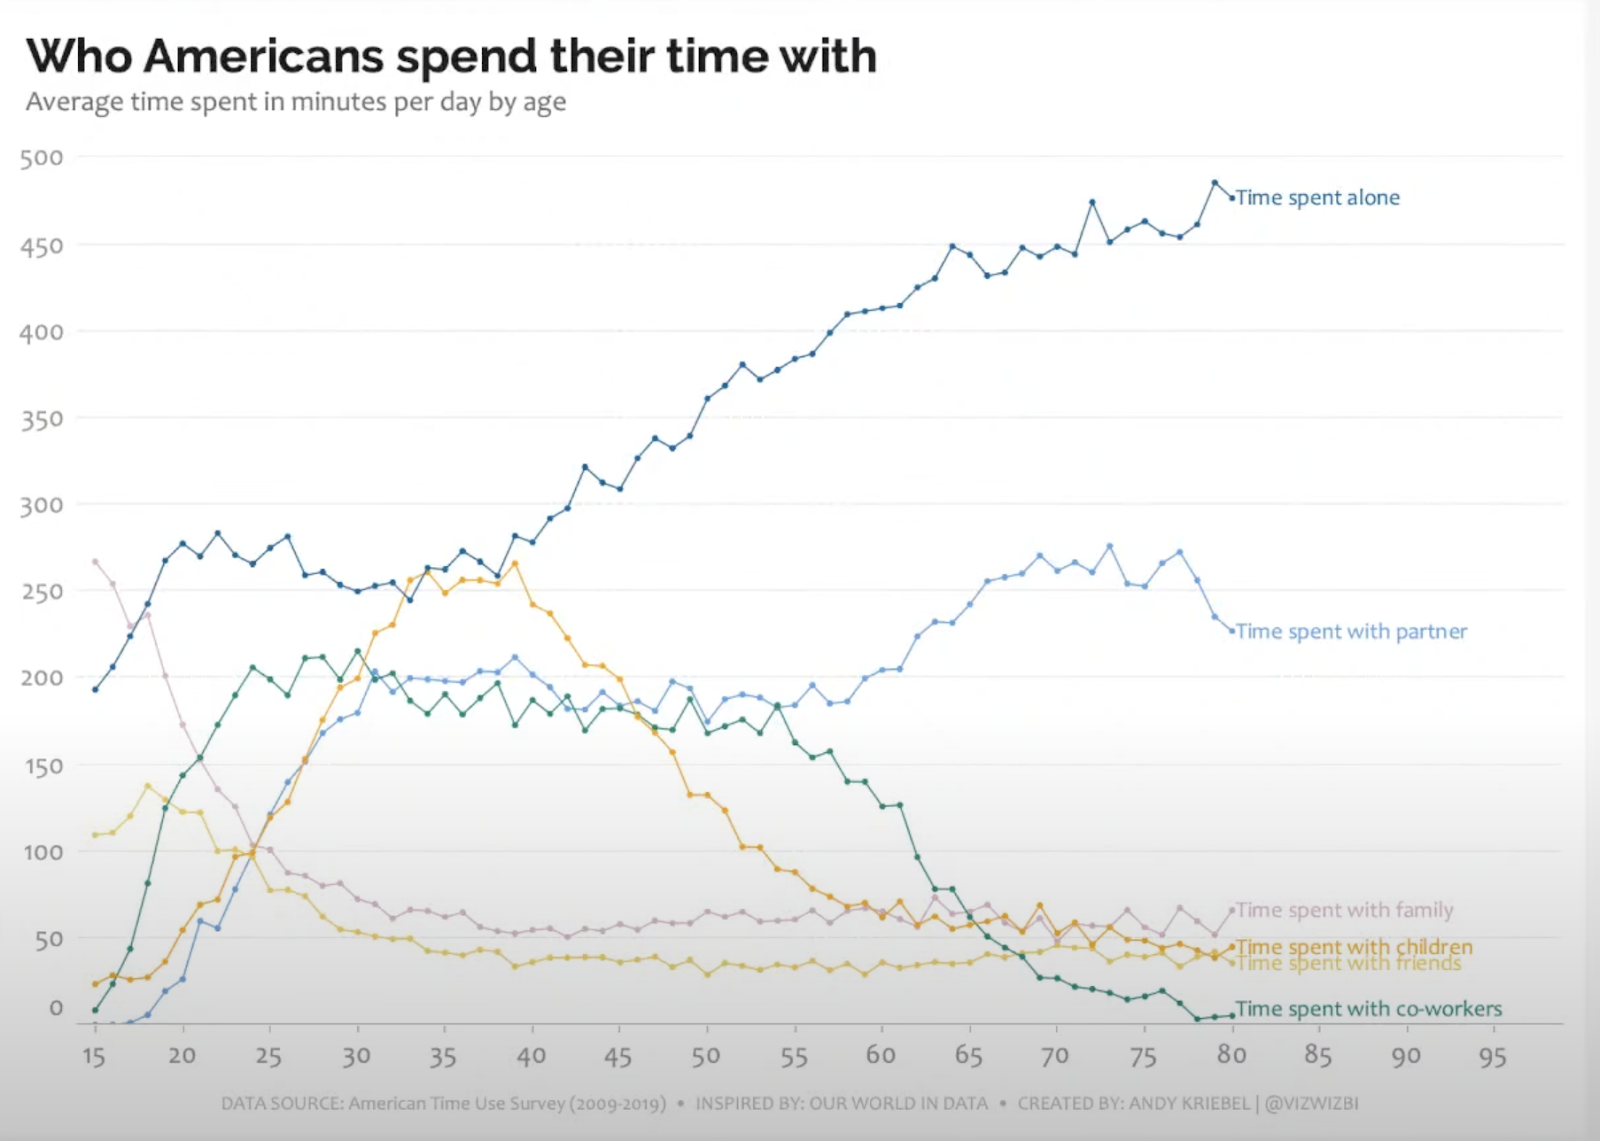 Who Americans spend their time with
Average time spent in minutes per day by age
500
450
400
350
300
250
200
150
100
50
0
Time spent alone
Time spent with partner
Time spent with family
Time spent with children
Time spent with friends
Time spent with co-workers
15 20 25 30 35 40 45 50 55 60 65 70 75 80 85 90 95
DATA SOURCE: American Time Use Survey (2009-2019) • INSPIRED BY: OUR WORLD IN DATA • CREATED BY: ANDY KRIEBEL | @VIZWIZBI